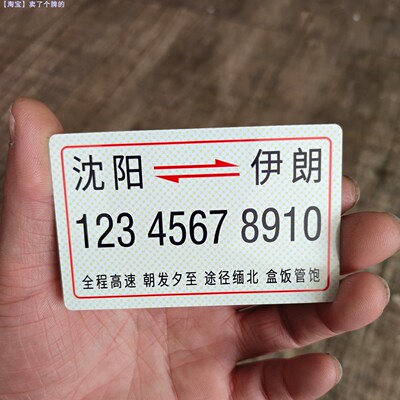 【淘宝】卖了个牌的
沈阳 ⇌ 伊朗
123 4567 8910
全程高速 朝发夕至 途径缅北 盒饭管饱